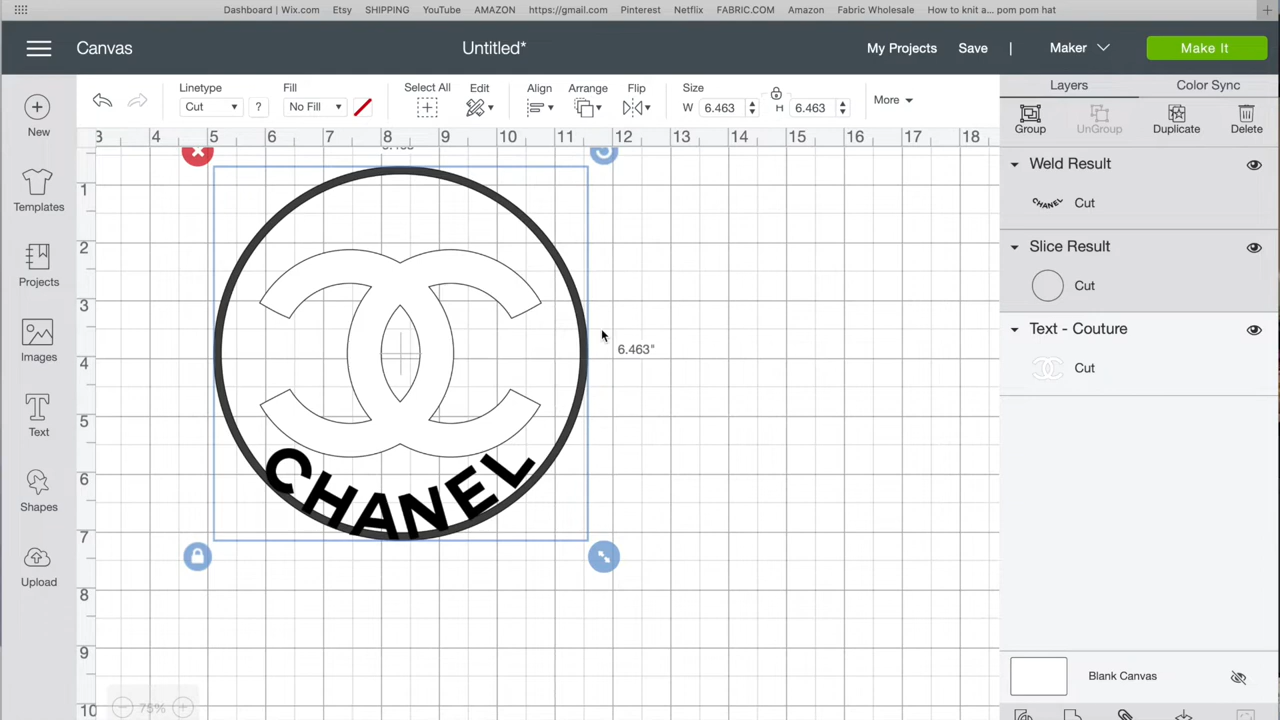 Dashboard | Wix.com Etsy SHIPPING YouTube AMAZON https://gmail.com Pinterest Netflix FABRIC.COM Amazon Fabric Wholesale How to knit a... pom pom hat
Canvas Untitled* My Projects Save | Maker Make It
Linetype Fill Select All Edit Align Arrange Flip Size
Cut ? No Fill W 6.463 H 6.463 More
Layers Color Sync
Group UnGroup Duplicate Delete
3 4 5 6 7 8 9 10 11 12 13 14 15 16 17 18
New
Templates
Projects
Images
Text
Shapes
Upload
1
2
3
4
5
6
7
8
9
10
6.463"
CHANEL
75%
Weld Result
CHANEL Cut
Slice Result
Cut
Text - Couture
Cut
Blank Canvas